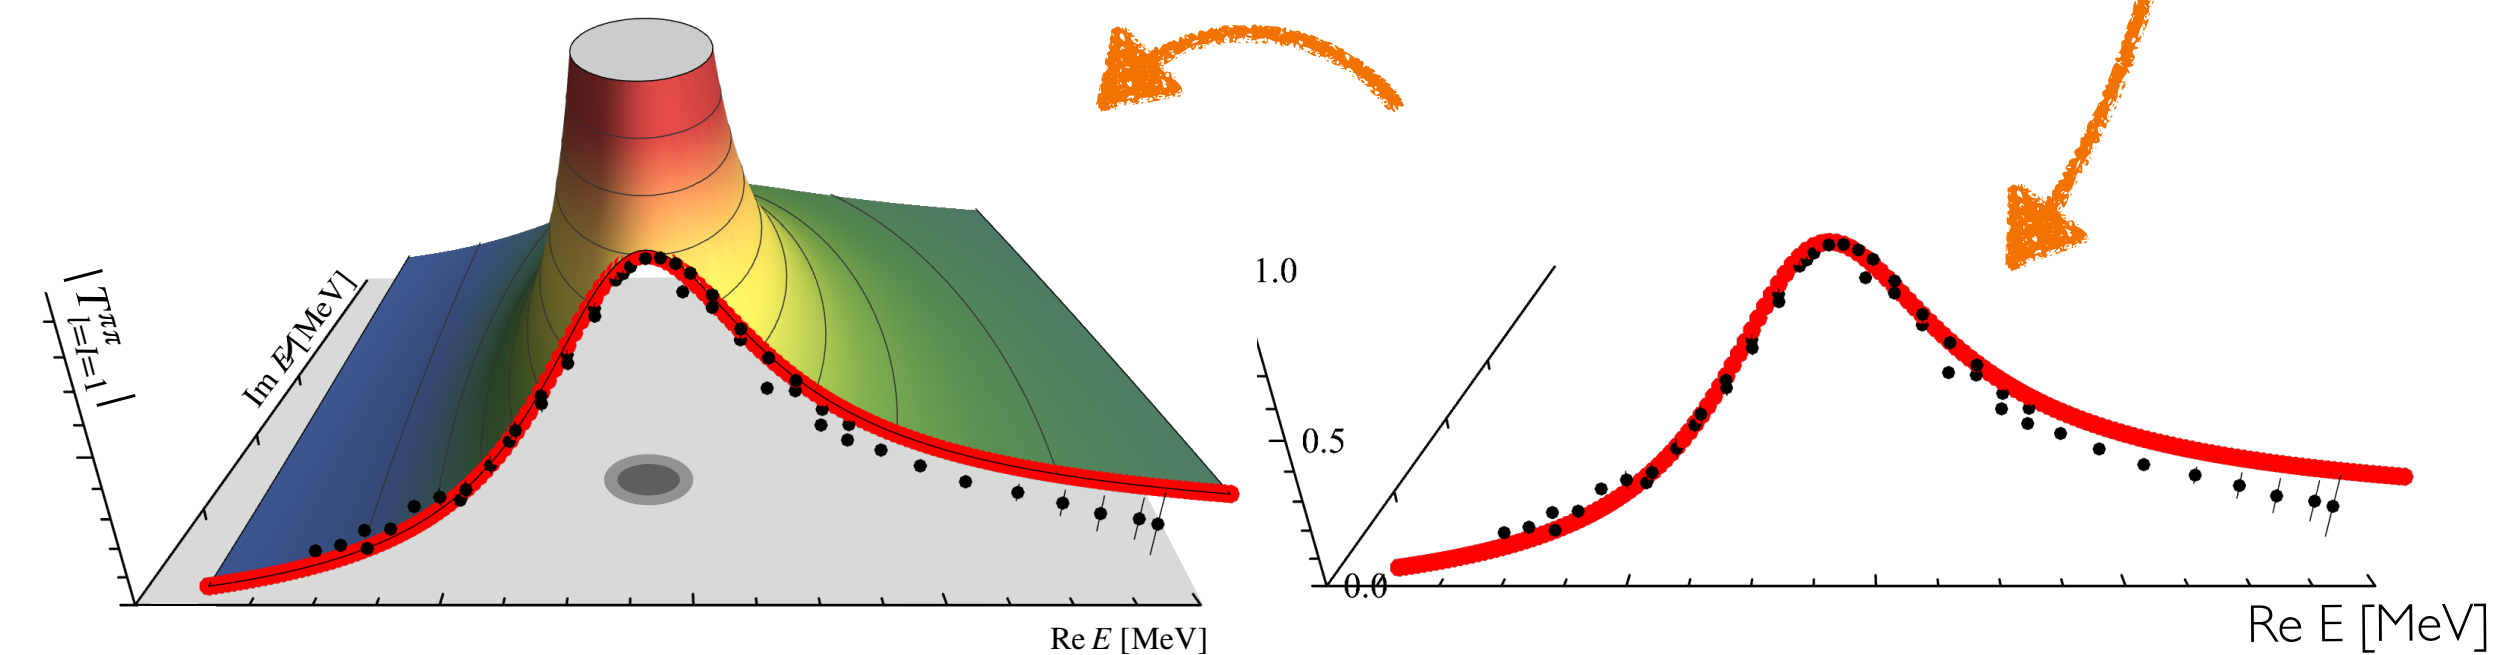 | T ππ l=I=1 |
Im E [MeV]
Re E [MeV]
1.0
0.5
0.0
Re E [MeV]